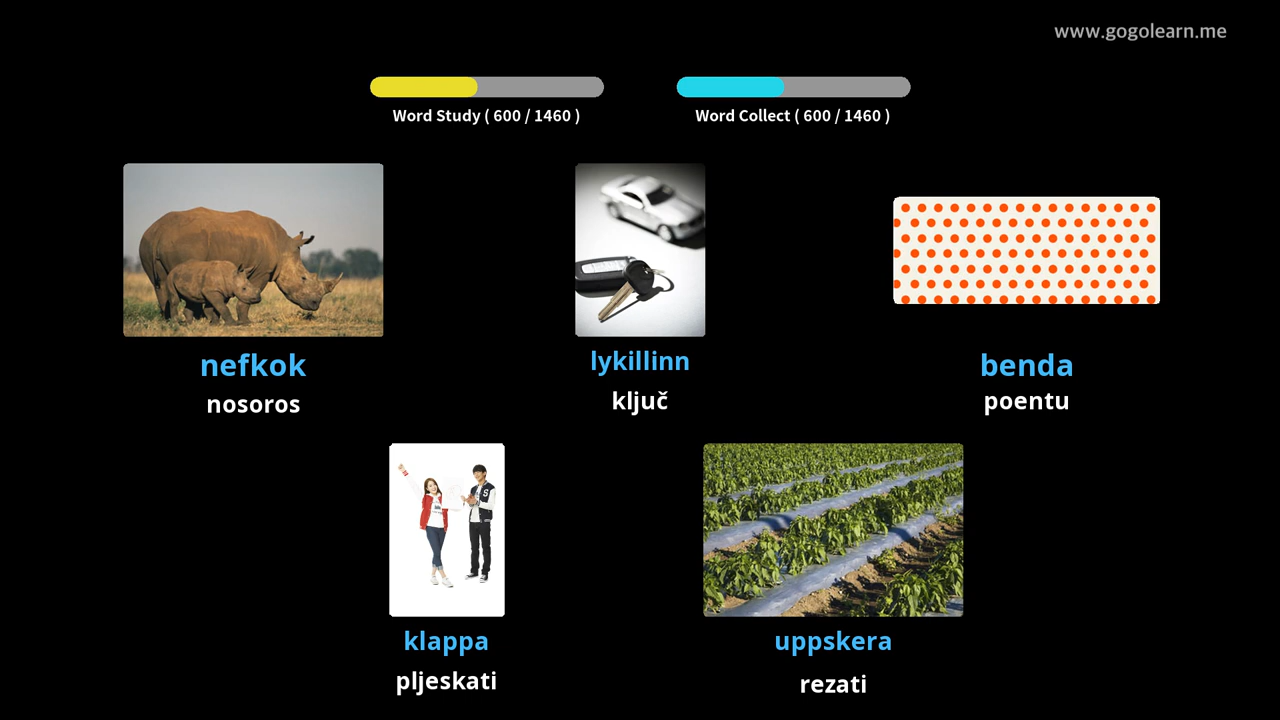 www.gogolearn.me
Word Study ( 600 / 1460 )
Word Collect ( 600 / 1460 )
nefkok
nosoros
lykillinn
ključ
benda
poentu
klappa
pljeskati
uppskera
rezati